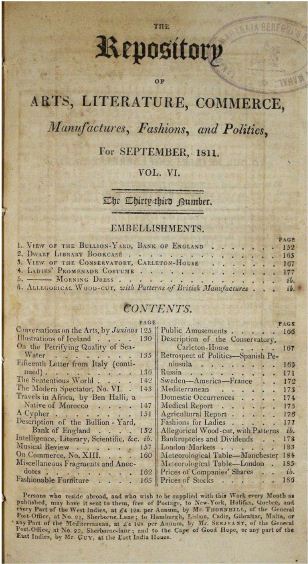 THE
Repository
OF
ARTS, LITERATURE, COMMERCE,
Manufactures, Fashions, and Politics,
For SEPTEMBER, 1811.
VOL. VI.
The Thirty-third Number.
EMBELLISHMENTS.
PAGE
1. VIEW OF THE BULLION-YARD, BANK OF ENGLAND 152
2. DWARF LIBRARY BOOKCASE 165
3. VIEW OF THE CONSERVATORY, CARLETON-HOUSE 167
4. LADIES' PROMENADE COSTUME 177
5. ——— MORNING DRESS ib.
6. ALLEGORICAL WOOD-CUT, with Patterns of British Manufactures ib.
CONTENTS.
PAGE
Conversations on the Arts, by Juninus 125
Illustrations of Iceland 130
On the Petrifying Quality of Sea-
Water 135
Fifteenth Letter from Italy (conti-
nued) 136
The Sententious World 142
The Modern Spectator, No. VI. 143
Travels in Africa, by Ben Halli, a
Native of Morocco
A Cypher 151
Description of the Bullion-Yard,
Bank of England 152
Intelligence, Literary, Scientific, &c. ib.
Musical Review 157
On Commerce, No. XIII. 160
Miscellaneous Fragments and Anec-
dotes 162
Fashionable Furniture 165
PAGE
Public Amusements 166
Description of the Conservatory,
Carleton-House 167
Retrospect of Politics—Spanish Pe-
ninsula 168
Russia 171
Sweden—America—France 172
Mediterranean 173
Domestic Occurrences 174
Medical Report 175
Agricultural Report 176
Fashions for Ladies 177
Allegorical Wood-cut, with Patterns ib.
Bankruptcies and Dividends 178
London Markets 183
Meteorological Table—Manchester 184
Meteorological Table—London 185
Prices of Companies' Shares ib.
Prices of Stocks
Persons who reside abroad, and who wish to be supplied with this Work every Month as
published, may have it sent to them, free of Postage, to New-York, Halifax, Quebec, and
every Part of the West Indies, at £4 12s. per Annum, by Mr. THORNHILL, of the General
Post-Office, at No. 21, Sherborne-Lane; to Hamburgh, Lisbon, Cadiz, Gibraltar, Malta, or
any Part of the Mediterranean, at £4 12s. per Annum, by Mr. SERJEANT, of the General
Post-Office, at No. 22, Sherborne-lane; and to the Cape of Good Hope, or any part of the
East Indies, by Mr. GUY, at the East India House.